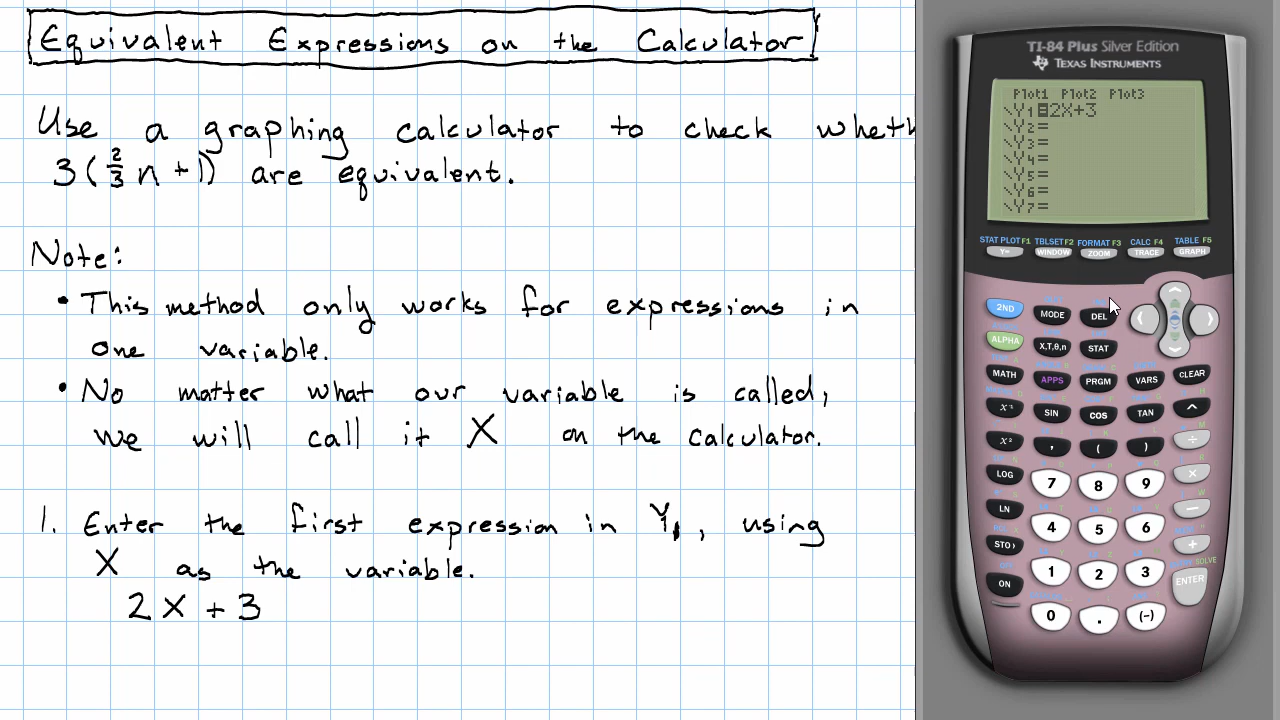 Equivalent Expressions on the Calculator
Use a graphing calculator to check wheth
3(2/3 n + 1) are equivalent.
Note:
• This method only works for expressions in
one variable.
• No matter what our variable is called,
we will call it X on the calculator.
1. Enter the first expression in Y₁, using
X as the variable.
2X + 3
TI-84 Plus Silver Edition
TEXAS INSTRUMENTS
Plot1 Plot2 Plot3
\Y₁=2X+3
\Y₂=
\Y₃=
\Y₄=
\Y₅=
\Y₆=
\Y₇=
STAT PLOT F1 TBLSET F2 FORMAT F3 CALC F4 TABLE F5
Y= WINDOW ZOOM TRACE GRAPH
2ND MODE DEL
ALPHA X,T,θ,n STAT
MATH APPS PRGM VARS CLEAR
x⁻¹ SIN COS TAN ^
x² , ( ) ÷
LOG 7 8 9 ×
LN 4 5 6 −
STO› 1 2 3 +
ON 0 . (-) ENTER